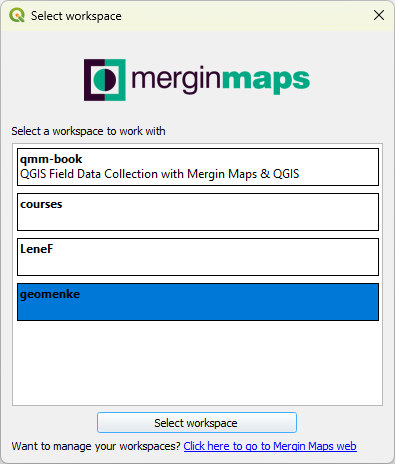 Select workspace
merginmaps
Select a workspace to work with
qmm-book
QGIS Field Data Collection with Mergin Maps & QGIS
courses
LeneF
geomenke
Select workspace
Want to manage your workspaces? Click here to go to Mergin Maps web